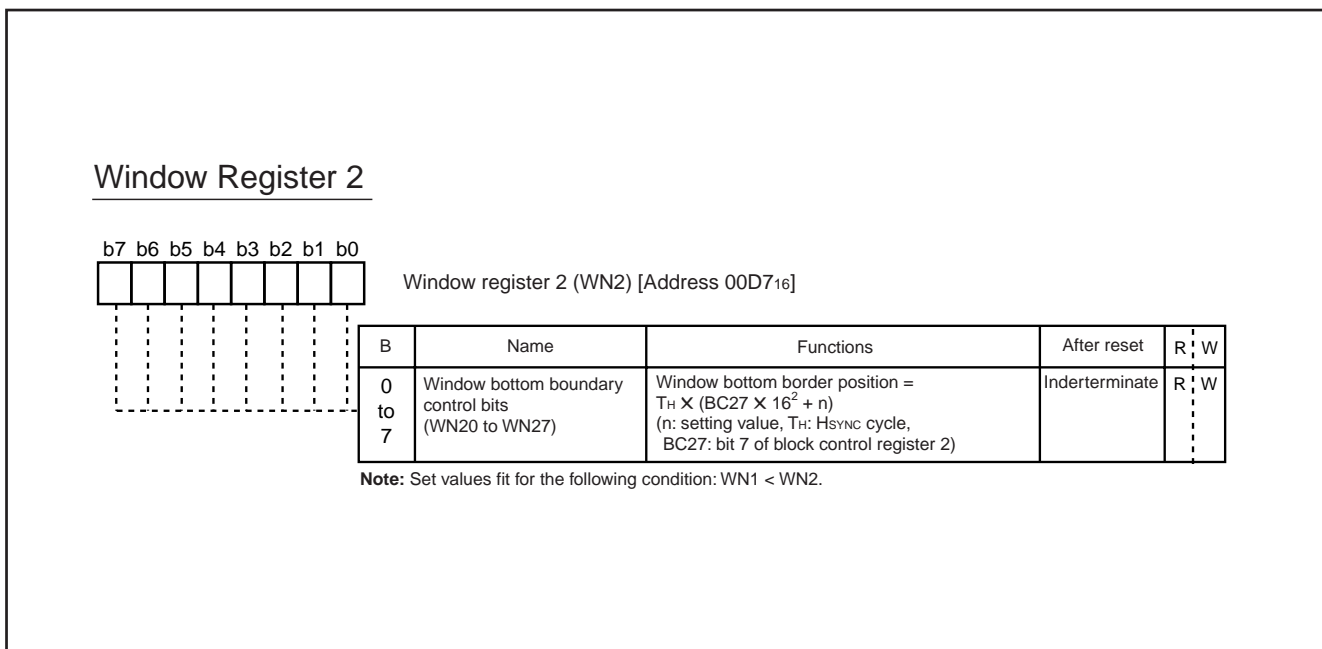 Window Register 2
b7 b6 b5 b4 b3 b2 b1 b0
Window register 2 (WN2) [Address 00D716]
B Name Functions After reset R W
0 to 7
Window bottom boundary
control bits
(WN20 to WN27)
Window bottom border position =
TH X (BC27 X 16² + n)
(n: setting value, TH: HSYNC cycle,
BC27: bit 7 of block control register 2)
Inderterminate R W
Note: Set values fit for the following condition: WN1 < WN2.